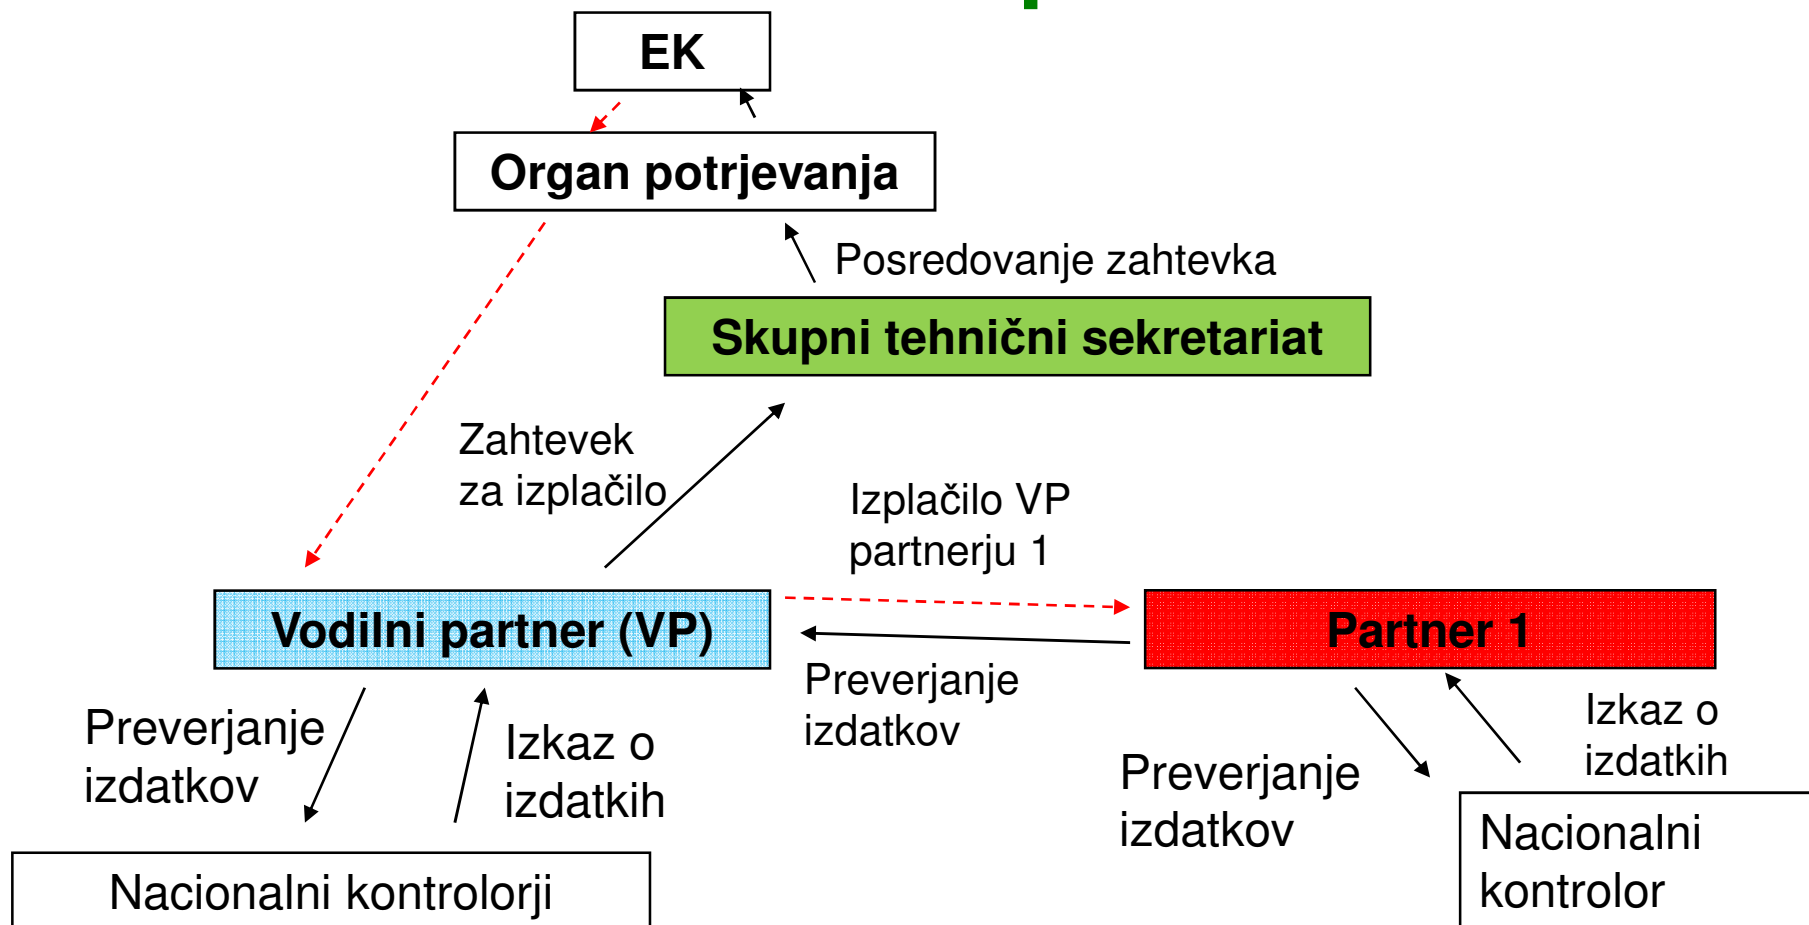 EK
Organ potrjevanja
Posredovanje zahtevka
Skupni tehnični sekretariat
Zahtevek
za izplačilo
Izplačilo VP
partnerju 1
Vodilni partner (VP)
Partner 1
Preverjanje
izdatkov
Preverjanje
izdatkov
Izkaz o
izdatkih
Preverjanje
izdatkov
Izkaz o
izdatkih
Nacionalni kontrolorji
Nacionalni
kontrolor